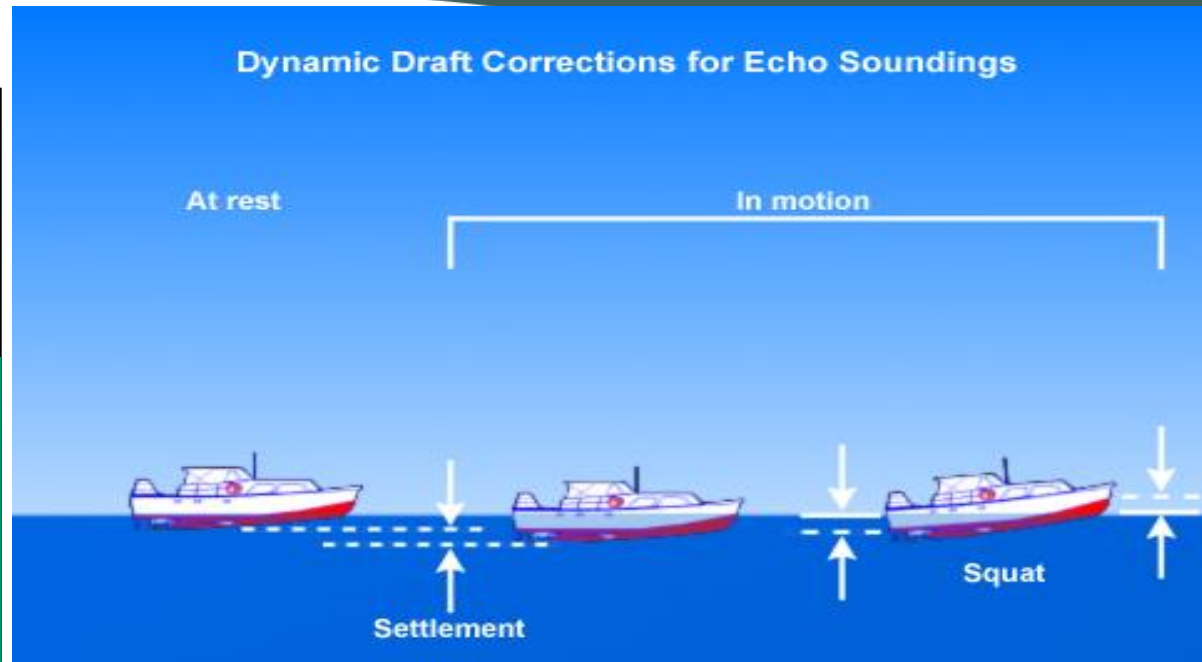 Dynamic Draft Corrections for Echo Soundings
At rest
In motion
Squat
Settlement